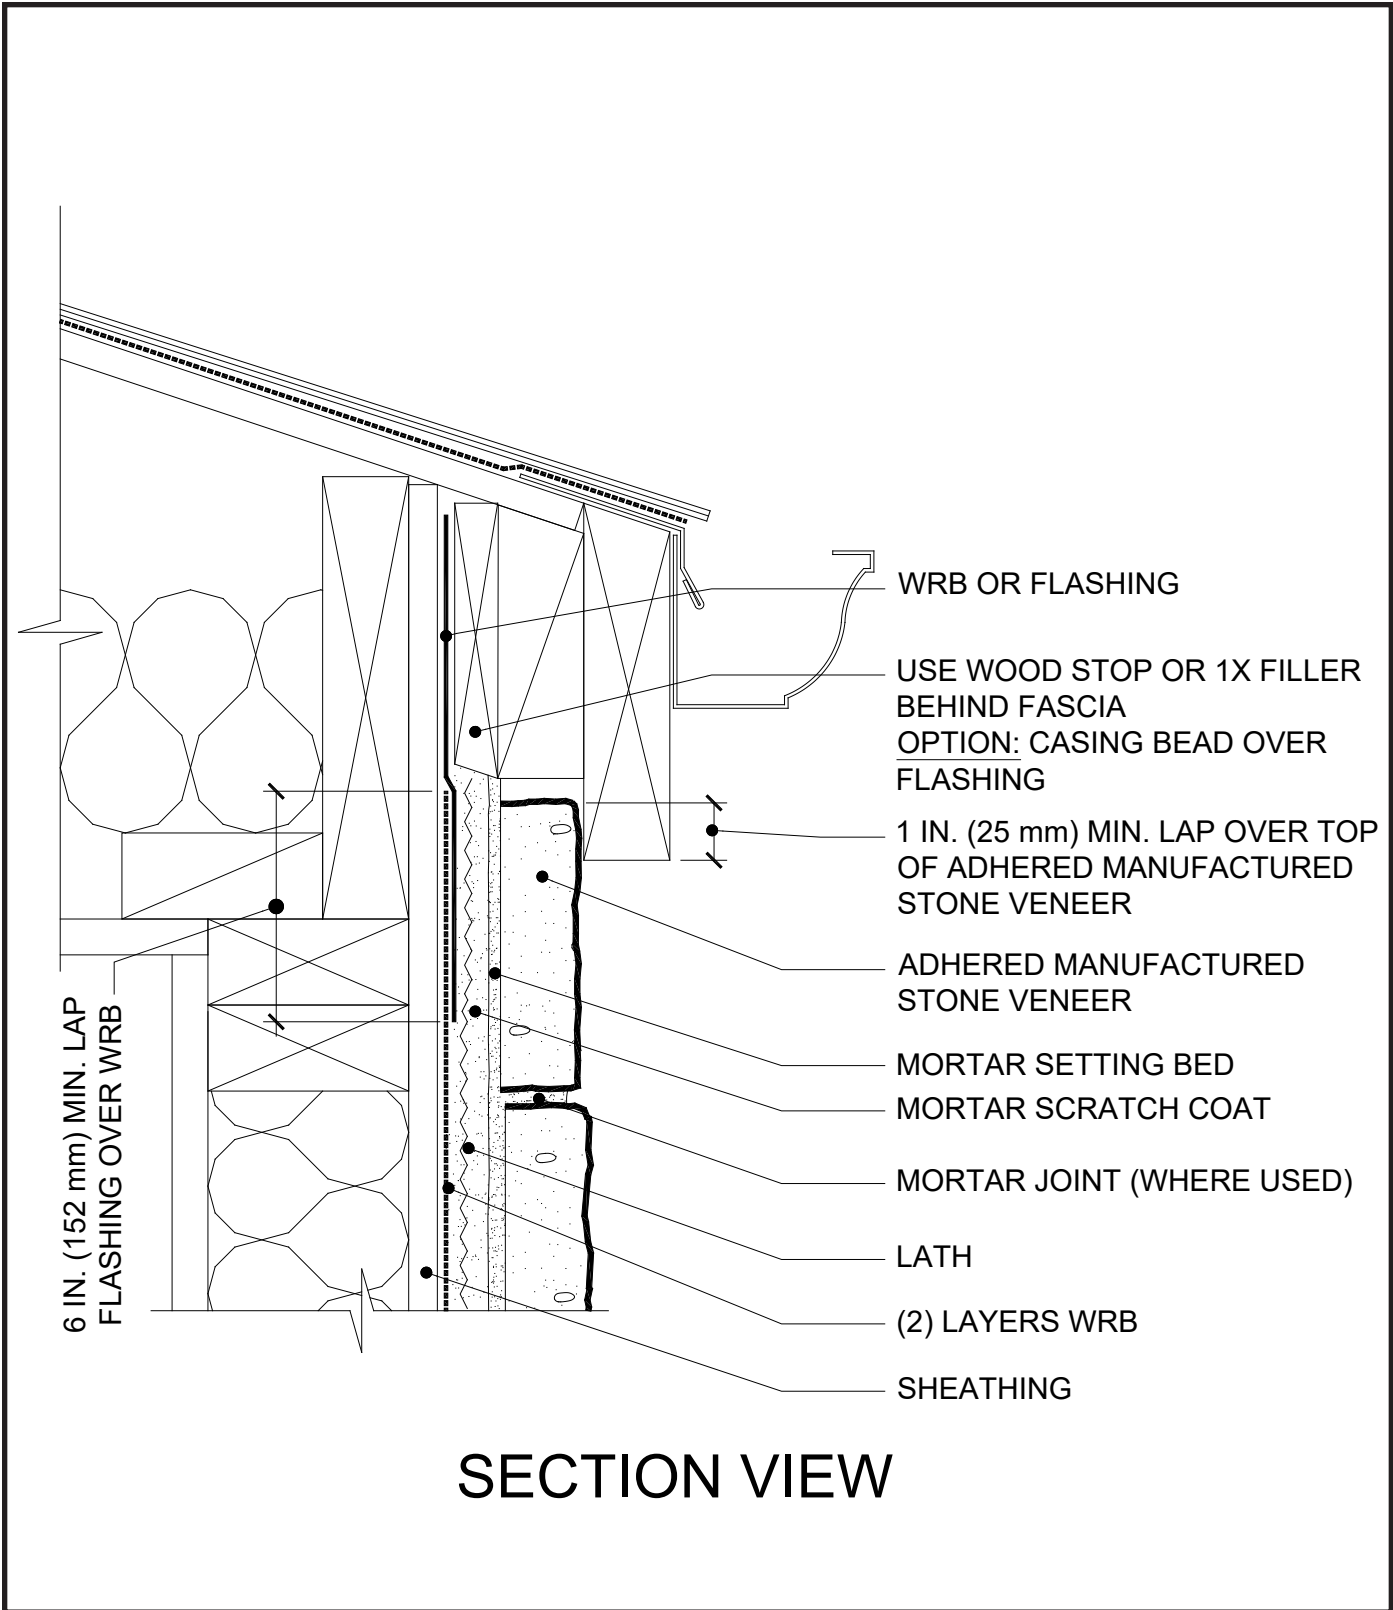 WRB OR FLASHING
USE WOOD STOP OR 1X FILLER
BEHIND FASCIA
OPTION: CASING BEAD OVER
FLASHING
1 IN. (25 mm) MIN. LAP OVER TOP
OF ADHERED MANUFACTURED
STONE VENEER
ADHERED MANUFACTURED
STONE VENEER
MORTAR SETTING BED
MORTAR SCRATCH COAT
MORTAR JOINT (WHERE USED)
LATH
(2) LAYERS WRB
SHEATHING
6 IN. (152 mm) MIN. LAP
FLASHING OVER WRB
SECTION VIEW